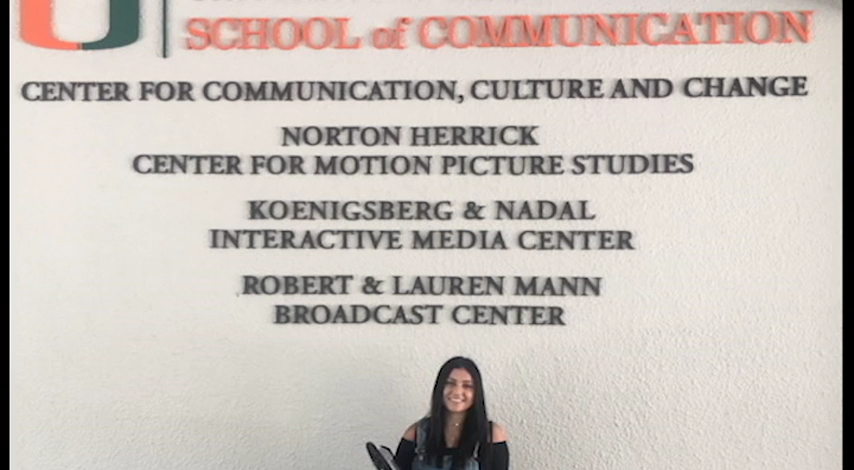 U
SCHOOL of COMMUNICATION
CENTER FOR COMMUNICATION, CULTURE AND CHANGE
NORTON HERRICK
CENTER FOR MOTION PICTURE STUDIES
KOENIGSBERG & NADAL
INTERACTIVE MEDIA CENTER
ROBERT & LAUREN MANN
BROADCAST CENTER